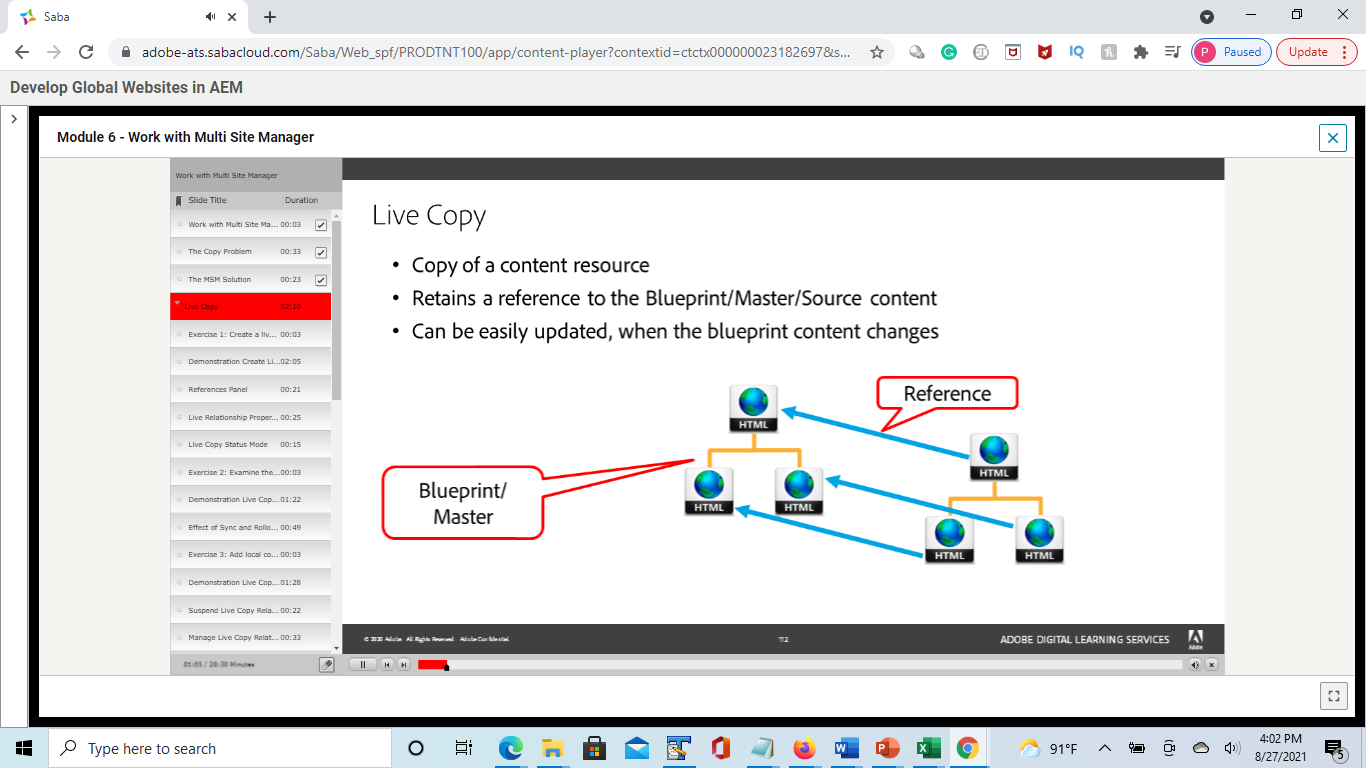 Saba
adobe-ats.sabacloud.com/Saba/Web_spf/PRODTNT100/app/content-player?contextid=ctctx000000023182697&s...
IQ
P Paused
Update
Develop Global Websites in AEM
Module 6 - Work with Multi Site Manager
Work with Multi Site Manager
Slide Title Duration
Work with Multi Site Ma... 00:03
The Copy Problem 00:33
The MSM Solution 00:23
Live Copy 02:10
Exercise 1: Create a liv... 00:03
Demonstration Create Li...02:05
References Panel 00:21
Live Relationship Proper... 00:25
Live Copy Status Mode 00:15
Exercise 2: Examine the...00:03
Demonstration Live Cop... 01:22
Effect of Sync and Rollo... 00:49
Exercise 3: Add local co... 00:03
Demonstration Live Cop... 01:28
Suspend Live Copy Rela... 00:22
Manage Live Copy Relat... 00:33
01:05 / 28:30 Minutes
Live Copy
• Copy of a content resource
• Retains a reference to the Blueprint/Master/Source content
• Can be easily updated, when the blueprint content changes
Reference
HTML
HTML
Blueprint/
Master
HTML
HTML
HTML
HTML
© 2020 Adobe. All Rights Reserved. Adobe Confidential.
112
ADOBE DIGITAL LEARNING SERVICES
Adobe
Type here to search
91°F
4:02 PM
8/27/2021
5